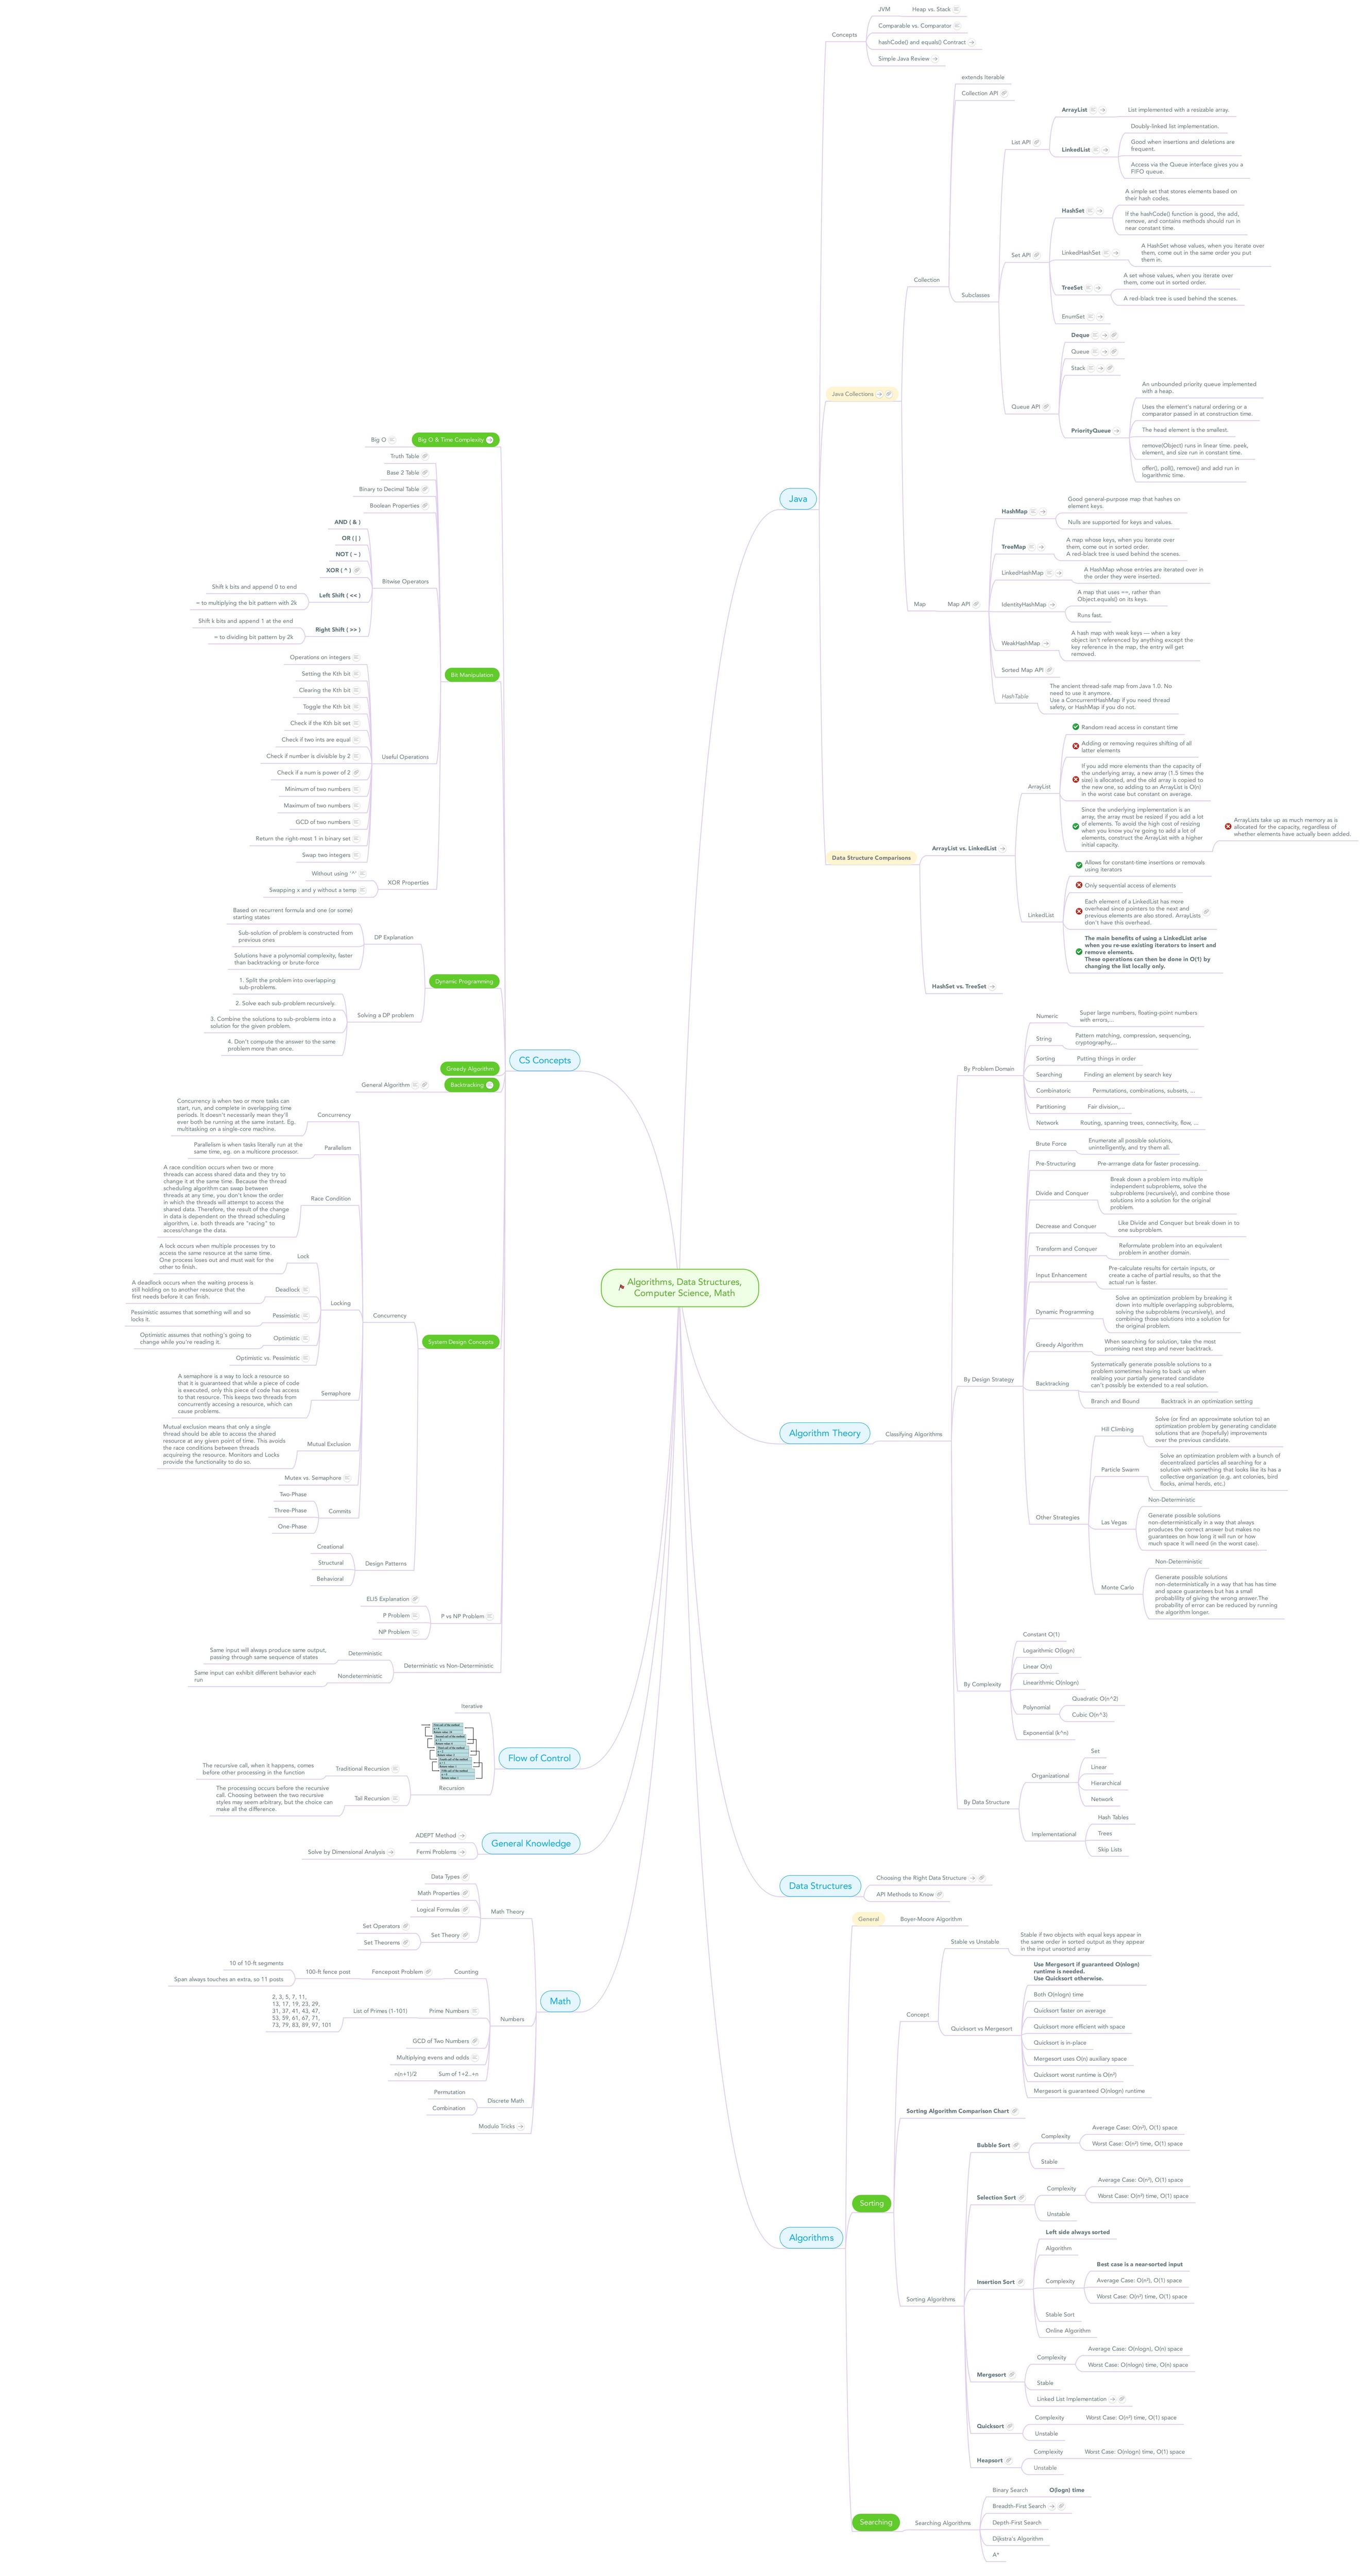 Algorithms, Data Structures,
Computer Science, Math
Java
Concepts
JVM
Heap vs. Stack
Comparable vs. Comparator
hashCode() and equals() Contract
Simple Java Review
Java Collections
Collection
extends Iterable
Collection API
Subclasses
List API
ArrayList
List implemented with a resizable array.
LinkedList
Doubly-linked list implementation.
Good when insertions and deletions are
frequent.
Access via the Queue interface gives you a
FIFO queue.
Set API
HashSet
A simple set that stores elements based on
their hash codes.
If the hashCode() function is good, the add,
remove, and contains methods should run in
near constant time.
LinkedHashSet
A HashSet whose values, when you iterate over
them, come out in the same order you put
them in.
TreeSet
A set whose values, when you iterate over
them, come out in sorted order.
A red-black tree is used behind the scenes.
EnumSet
Queue API
Deque
Queue
Stack
PriorityQueue
An unbounded priority queue implemented
with a heap.
Uses the element's natural ordering or a
comparator passed in at construction time.
The head element is the smallest.
remove(Object) runs in linear time. peek,
element, and size run in constant time.
offer(), poll(), remove() and add run in
logarithmic time.
Map
Map API
HashMap
Good general-purpose map that hashes on
element keys.
Nulls are supported for keys and values.
TreeMap
A map whose keys, when you iterate over
them, come out in sorted order.
A red-black tree is used behind the scenes.
LinkedHashMap
A HashMap whose entries are iterated over in
the order they were inserted.
IdentityHashMap
A map that uses ==, rather than
Object.equals() on its keys.
Runs fast.
WeakHashMap
A hash map with weak keys — when a key
object isn't referenced by anything except the
key reference in the map, the entry will get
removed.
Sorted Map API
HashTable
The ancient thread-safe map from Java 1.0. No
need to use it anymore.
Use a ConcurrentHashMap if you need thread
safety, or HashMap if you do not.
Data Structure Comparisons
ArrayList vs. LinkedList
ArrayList
Random read access in constant time
Adding or removing requires shifting of all
latter elements
If you add more elements than the capacity of
the underlying array, a new array (1.5 times the
size) is allocated, and the old array is copied to
the new one, so adding to an ArrayList is O(n)
in the worst case but constant on average.
Since the underlying implementation is an
array, the array must be resized if you add a lot
of elements. To avoid the high cost of resizing
when you know you're going to add a lot of
elements, construct the ArrayList with a higher
initial capacity.
ArrayLists take up as much memory as is
allocated for the capacity, regardless of
whether elements have actually been added.
LinkedList
Allows for constant-time insertions or removals
using iterators
Only sequential access of elements
Each element of a LinkedList has more
overhead since pointers to the next and
previous elements are also stored. ArrayLists
don't have this overhead.
The main benefits of using a LinkedList arise
when you re-use existing iterators to insert and
remove elements.
These operations can then be done in O(1) by
changing the list locally only.
HashSet vs. TreeSet
Algorithm Theory
Classifying Algorithms
By Problem Domain
Numeric
Super large numbers, floating-point numbers
with errors,...
String
Pattern matching, compression, sequencing,
cryptography,...
Sorting
Putting things in order
Searching
Finding an element by search key
Combinatoric
Permutations, combinations, subsets, ...
Partitioning
Fair division,...
Network
Routing, spanning trees, connectivity, flow, ...
By Design Strategy
Brute Force
Enumerate all possible solutions,
unintelligently, and try them all.
Pre-Structuring
Pre-arrrange data for faster processing.
Divide and Conquer
Break down a problem into multiple
independent subproblems, solve the
subproblems (recursively), and combine those
solutions into a solution for the original
problem.
Decrease and Conquer
Like Divide and Conquer but break down in to
one subproblem.
Transform and Conquer
Reformulate problem into an equivalent
problem in another domain.
Input Enhancement
Pre-calculate results for certain inputs, or
create a cache of partial results, so that the
actual run is faster.
Dynamic Programming
Solve an optimization problem by breaking it
down into multiple overlapping subproblems,
solving the subproblems (recursively), and
combining those solutions into a solution for
the original problem.
Greedy Algorithm
When searching for solution, take the most
promising next step and never backtrack.
Backtracking
Systematically generate possible solutions to a
problem sometimes having to back up when
realizing your partially generated candidate
can't possibly be extended to a real solution.
Branch and Bound
Backtrack in an optimization setting
Other Strategies
Hill Climbing
Solve (or find an approximate solution to) an
optimization problem by generating candidate
solutions that are (hopefully) improvements
over the previous candidate.
Particle Swarm
Solve an optimization problem with a bunch of
decentralized particles all searching for a
solution with something that looks like its has a
collective organization (e.g. ant colonies, bird
flocks, animal herds, etc.)
Las Vegas
Non-Deterministic
Generate possible solutions
non-deterministically in a way that always
produces the correct answer but makes no
guarantees on how long it will run or how
much space it will need (in the worst case).
Monte Carlo
Non-Deterministic
Generate possible solutions
non-deterministically in a way that has has time
and space guarantees but has a small
probability of giving the wrong answer.The
probability of error can be reduced by running
the algorithm longer.
By Complexity
Constant O(1)
Logarithmic O(logn)
Linear O(n)
Linearithmic O(nlogn)
Polynomial
Quadratic O(n^2)
Cubic O(n^3)
Exponential (k^n)
By Data Structure
Organizational
Set
Linear
Hierarchical
Network
Implementational
Hash Tables
Trees
Skip Lists
Data Structures
Choosing the Right Data Structure
API Methods to Know
Algorithms
General
Boyer-Moore Algorithm
Sorting
Concept
Stable vs Unstable
Stable if two objects with equal keys appear in
the same order in sorted output as they appear
in the input unsorted array
Quicksort vs Mergesort
Use Mergesort if guaranteed O(nlogn)
runtime is needed.
Use Quicksort otherwise.
Both O(nlogn) time
Quicksort faster on average
Quicksort more efficient with space
Quicksort is in-place
Mergesort uses O(n) auxiliary space
Quicksort worst runtime is O(n²)
Mergesort is guaranteed O(nlogn) runtime
Sorting Algorithm Comparison Chart
Sorting Algorithms
Bubble Sort
Complexity
Average Case: O(n²), O(1) space
Worst Case: O(n²) time, O(1) space
Stable
Selection Sort
Complexity
Average Case: O(n²), O(1) space
Worst Case: O(n²) time, O(1) space
Unstable
Insertion Sort
Left side always sorted
Algorithm
Complexity
Best case is a near-sorted input
Average Case: O(n²), O(1) space
Worst Case: O(n²) time, O(1) space
Stable Sort
Online Algorithm
Mergesort
Complexity
Average Case: O(nlogn), O(n) space
Worst Case: O(nlogn) time, O(n) space
Stable
Linked List Implementation
Quicksort
Complexity
Worst Case: O(n²) time, O(1) space
Unstable
Heapsort
Complexity
Worst Case: O(nlogn) time, O(1) space
Unstable
Searching
Searching Algorithms
Binary Search
O(logn) time
Breadth-First Search
Depth-First Search
Dijkstra's Algorithm
A*
CS Concepts
Big O & Time Complexity
Big O
Bit Manipulation
Truth Table
Base 2 Table
Binary to Decimal Table
Boolean Properties
Bitwise Operators
AND ( & )
OR ( | )
NOT ( ~ )
XOR ( ^ )
Left Shift ( << )
Shift k bits and append 0 to end
= to multiplying the bit pattern with 2k
Right Shift ( >> )
Shift k bits and append 1 at the end
= to dividing bit pattern by 2k
Useful Operations
Operations on integers
Setting the Kth bit
Clearing the Kth bit
Toggle the Kth bit
Check if the Kth bit set
Check if two ints are equal
Check if number is divisible by 2
Check if a num is power of 2
Minimum of two numbers
Maximum of two numbers
GCD of two numbers
Return the right-most 1 in binary set
Swap two integers
XOR Properties
Without using '^'
Swapping x and y without a temp
Dynamic Programming
DP Explanation
Based on recurrent formula and one (or some)
starting states
Sub-solution of problem is constructed from
previous ones
Solutions have a polynomial complexity, faster
than backtracking or brute-force
Solving a DP problem
1. Split the problem into overlapping
sub-problems.
2. Solve each sub-problem recursively.
3. Combine the solutions to sub-problems into a
solution for the given problem.
4. Don't compute the answer to the same
problem more than once.
Greedy Algorithm
Backtracking
General Algorithm
System Design Concepts
Concurrency
Concurrency
Concurrency is when two or more tasks can
start, run, and complete in overlapping time
periods. It doesn't necessarily mean they'll
ever both be running at the same instant. Eg.
multitasking on a single-core machine.
Parallelism
Parallelism is when tasks literally run at the
same time, eg. on a multicore processor.
Race Condition
A race condition occurs when two or more
threads can access shared data and they try to
change it at the same time. Because the thread
scheduling algorithm can swap between
threads at any time, you don't know the order
in which the threads will attempt to access the
shared data. Therefore, the result of the change
in data is dependent on the thread scheduling
algorithm, i.e. both threads are "racing" to
access/change the data.
Locking
Lock
A lock occurs when multiple processes try to
access the same resource at the same time.
One process loses out and must wait for the
other to finish.
Deadlock
A deadlock occurs when the waiting process is
still holding on to another resource that the
first needs before it can finish.
Pessimistic
Pessimistic assumes that something will and so
locks it.
Optimistic
Optimistic assumes that nothing's going to
change while you're reading it.
Optimistic vs. Pessimistic
Semaphore
A semaphore is a way to lock a resource so
that it is guaranteed that while a piece of code
is executed, only this piece of code has access
to that resource. This keeps two threads from
concurrently accesing a resource, which can
cause problems.
Mutual Exclusion
Mutual exclusion means that only a single
thread should be able to access the shared
resource at any given point of time. This avoids
the race conditions between threads
acquireing the resource. Monitors and Locks
provide the functionality to do so.
Mutex vs. Semaphore
Commits
Two-Phase
Three-Phase
One-Phase
Design Patterns
Creational
Structural
Behavioral
P vs NP Problem
ELI5 Explanation
P Problem
NP Problem
Deterministic vs Non-Deterministic
Deterministic
Same input will always produce same output,
passing through same sequence of states
Nondeterministic
Same input can exhibit different behavior each
run
Flow of Control
Iterative
Recursion
Traditional Recursion
The recursive call, when it happens, comes
before other processing in the function
Tail Recursion
The processing occurs before the recursive
call. Choosing between the two recursive
styles may seem arbitrary, but the choice can
make all the difference.
General Knowledge
ADEPT Method
Fermi Problems
Solve by Dimensional Analysis
Math
Math Theory
Data Types
Math Properties
Logical Formulas
Set Theory
Set Operators
Set Theorems
Numbers
Counting
Fencepost Problem
100-ft fence post
10 of 10-ft segments
Span always touches an extra, so 11 posts
Prime Numbers
List of Primes (1-101)
2, 3, 5, 7, 11,
13, 17, 19, 23, 29,
31, 37, 41, 43, 47,
53, 59, 61, 67, 71,
73, 79, 83, 89, 97, 101
GCD of Two Numbers
Multiplying evens and odds
Sum of 1+2..+n
n(n+1)/2
Discrete Math
Permutation
Combination
Modulo Tricks